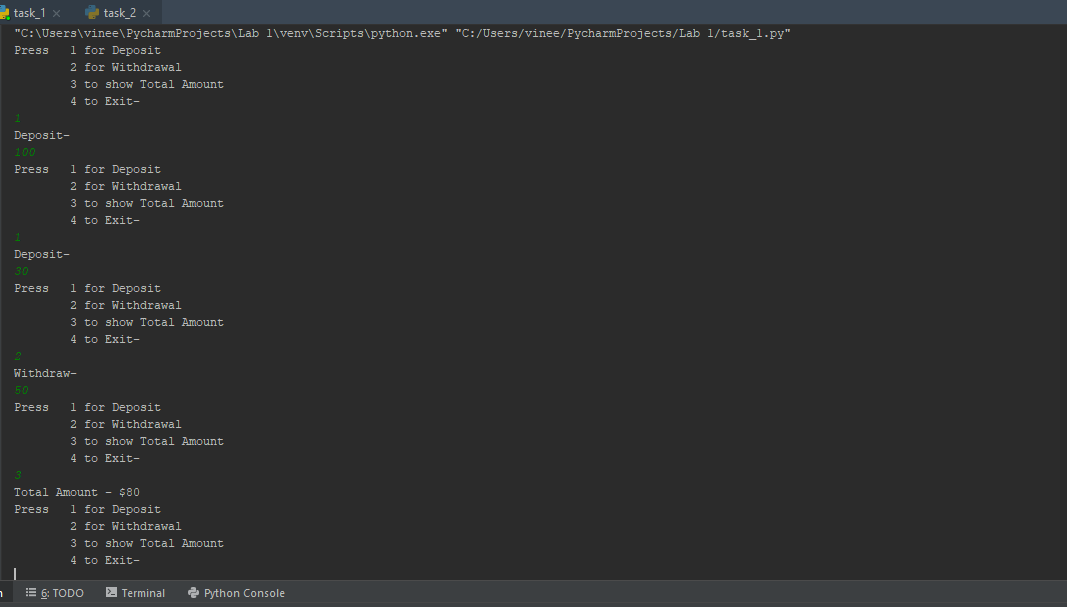 task_1 task_2
"C:\Users\vinee\PycharmProjects\Lab 1\venv\Scripts\python.exe" "C:/Users/vinee/PycharmProjects/Lab 1/task_1.py"
Press   1 for Deposit
        2 for Withdrawal
        3 to show Total Amount
        4 to Exit-
1
Deposit-
100
Press   1 for Deposit
        2 for Withdrawal
        3 to show Total Amount
        4 to Exit-
1
Deposit-
30
Press   1 for Deposit
        2 for Withdrawal
        3 to show Total Amount
        4 to Exit-
2
Withdraw-
50
Press   1 for Deposit
        2 for Withdrawal
        3 to show Total Amount
        4 to Exit-
3
Total Amount - $80
Press   1 for Deposit
        2 for Withdrawal
        3 to show Total Amount
        4 to Exit-
6: TODO Terminal Python Console